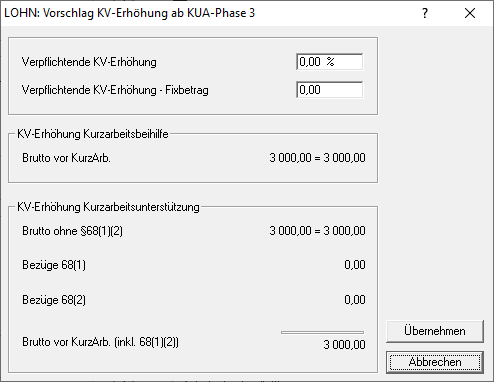 LOHN: Vorschlag KV-Erhöhung ab KUA-Phase 3 ? ×
Verpflichtende KV-Erhöhung 0,00 %
Verpflichtende KV-Erhöhung - Fixbetrag 0,00
KV-Erhöhung Kurzarbeitsbeihilfe
Brutto vor KurzArb. 3 000,00 = 3 000,00
KV-Erhöhung Kurzarbeitsunterstützung
Brutto ohne §68(1)(2) 3 000,00 = 3 000,00
Bezüge 68(1) 0,00
Bezüge 68(2) 0,00
Brutto vor KurzArb. (inkl. 68(1)(2)) 3 000,00
Übernehmen
Abbrechen